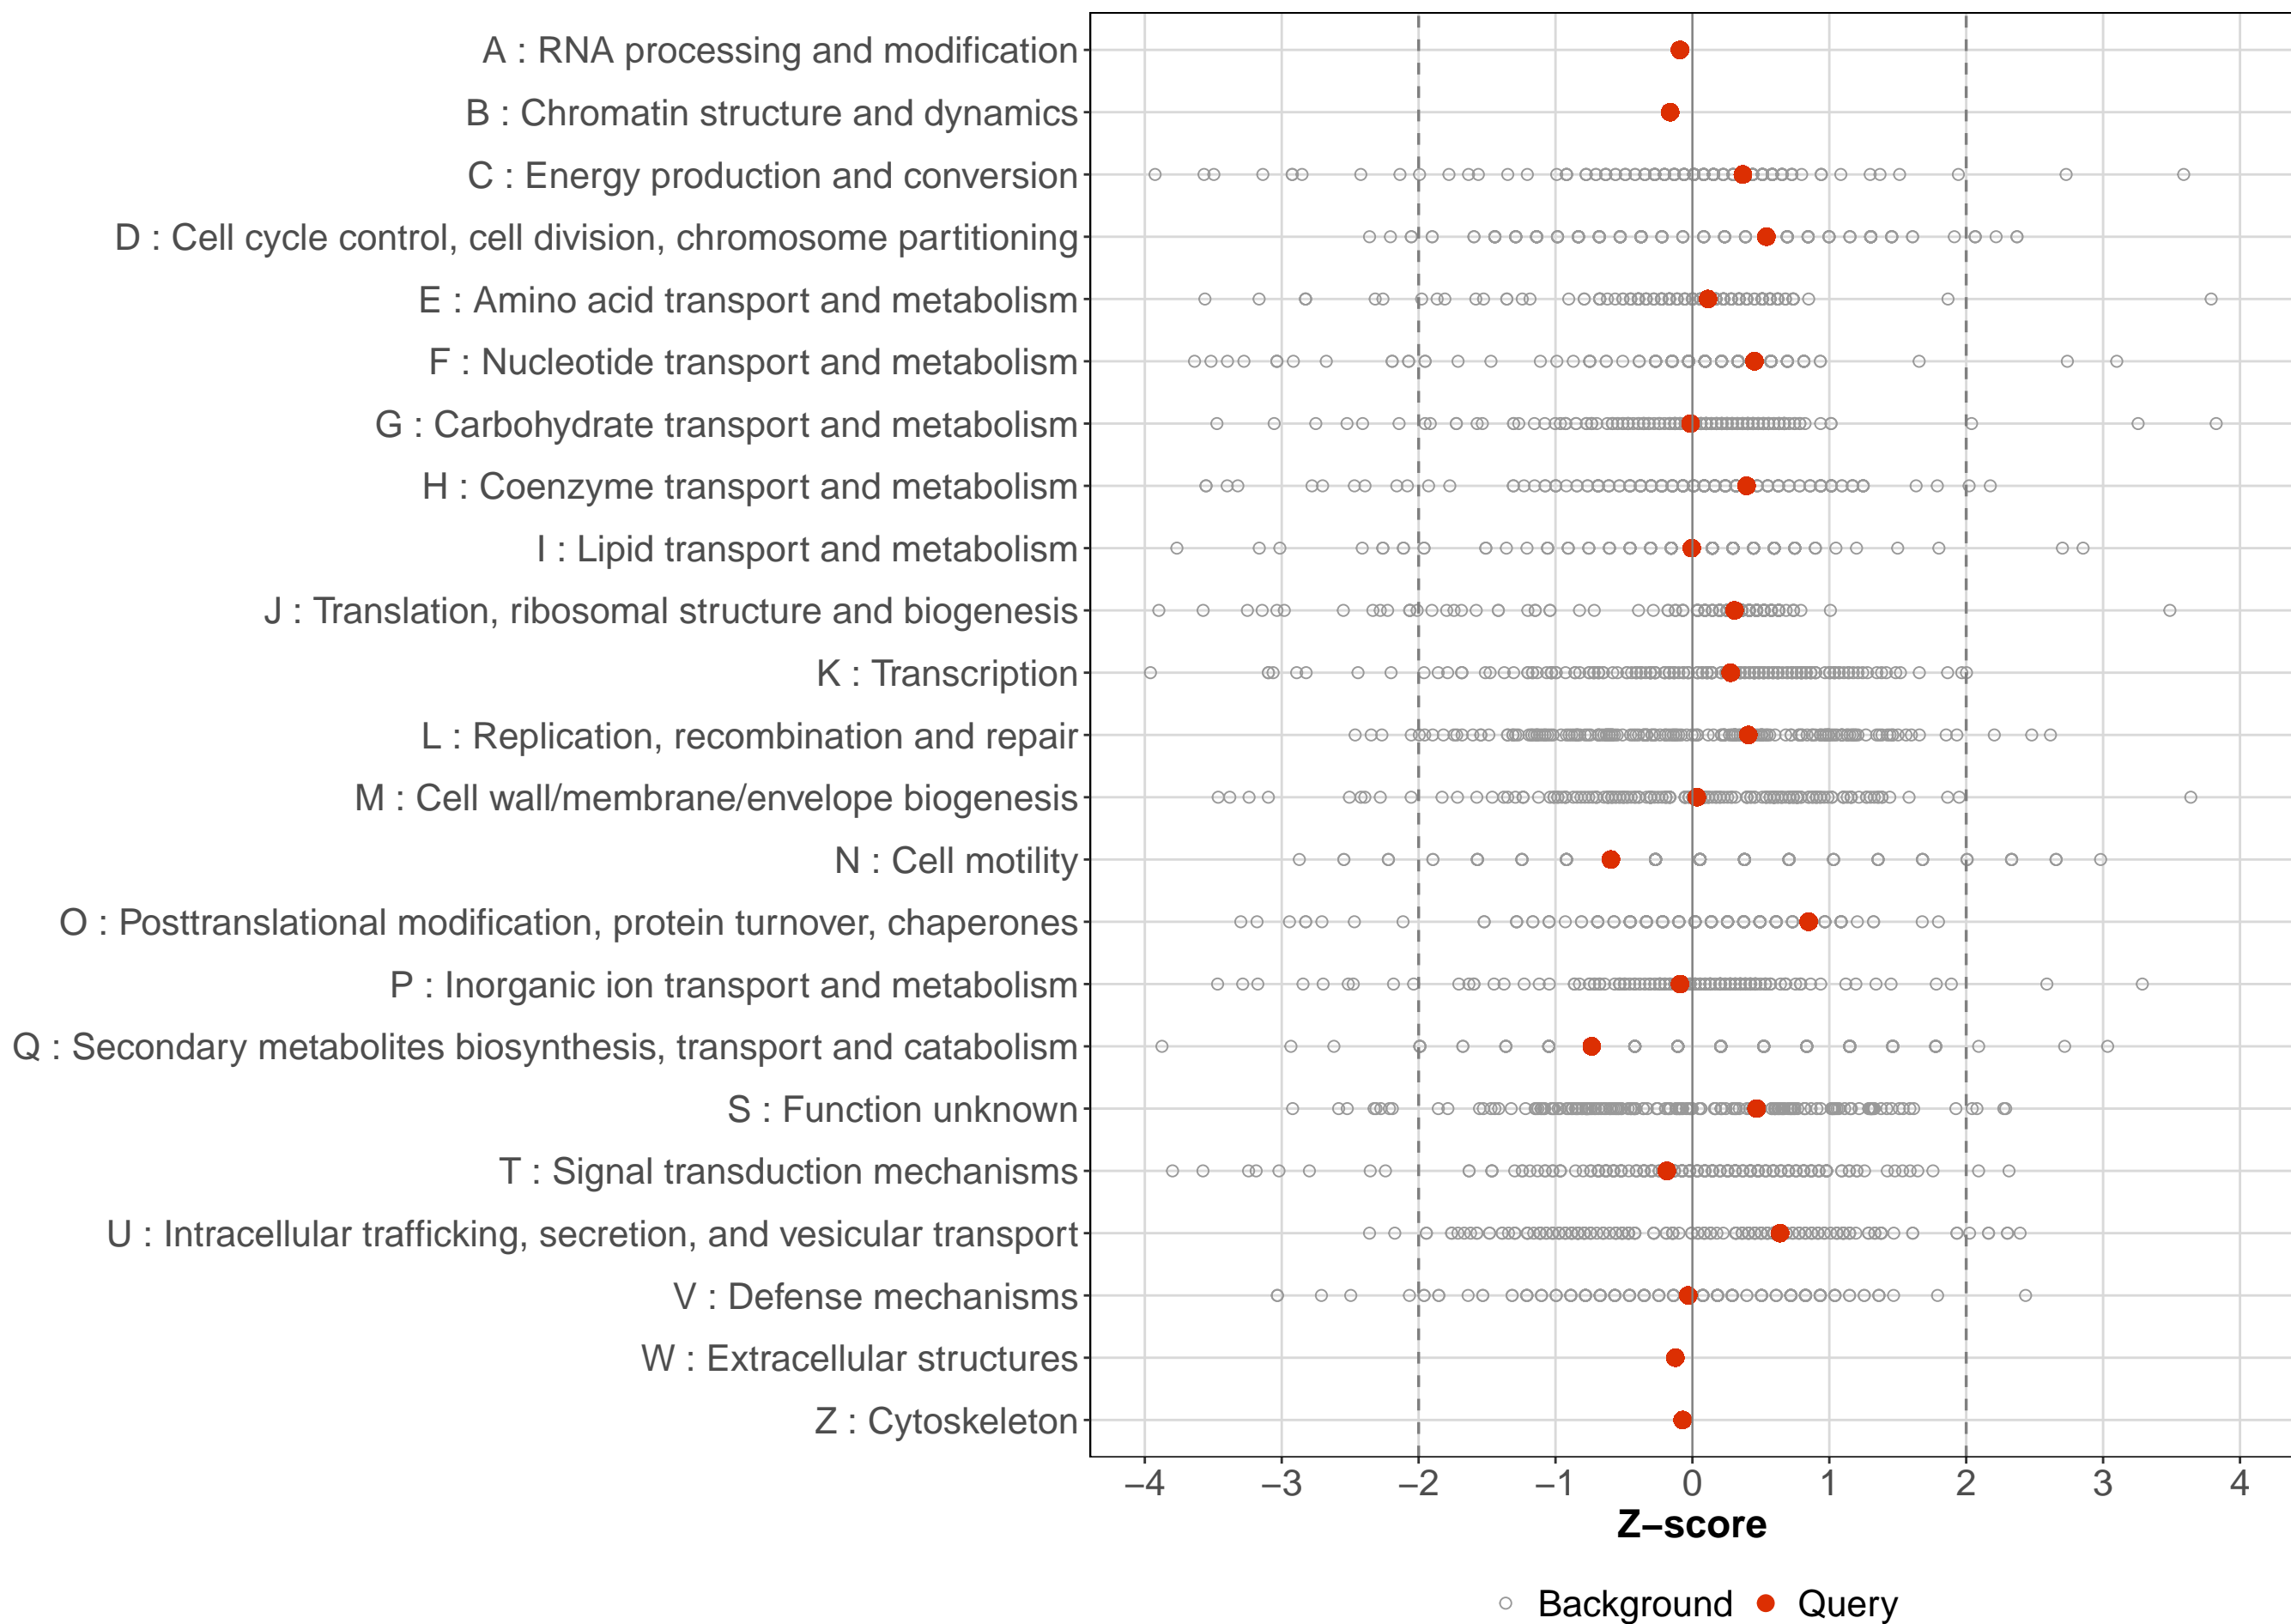 A : RNA processing and modification
B : Chromatin structure and dynamics
C : Energy production and conversion
D : Cell cycle control, cell division, chromosome partitioning
E : Amino acid transport and metabolism
F : Nucleotide transport and metabolism
G : Carbohydrate transport and metabolism
H : Coenzyme transport and metabolism
I : Lipid transport and metabolism
J : Translation, ribosomal structure and biogenesis
K : Transcription
L : Replication, recombination and repair
M : Cell wall/membrane/envelope biogenesis
N : Cell motility
O : Posttranslational modification, protein turnover, chaperones
P : Inorganic ion transport and metabolism
Q : Secondary metabolites biosynthesis, transport and catabolism
S : Function unknown
T : Signal transduction mechanisms
U : Intracellular trafficking, secretion, and vesicular transport
V : Defense mechanisms
W : Extracellular structures
Z : Cytoskeleton
−4 −3 −2 −1 0 1 2 3 4
Z−score
Background Query